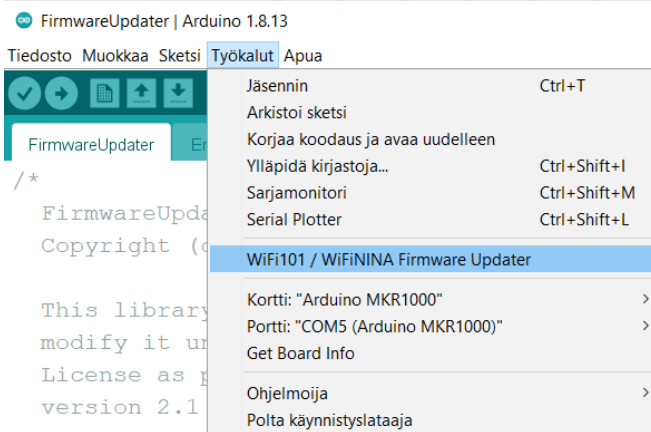 FirmwareUpdater | Arduino 1.8.13
Tiedosto Muokkaa Sketsi Työkalut Apua
Jäsennin Ctrl+T
Arkistoi sketsi
Korjaa koodaus ja avaa uudelleen
Ylläpidä kirjastoja... Ctrl+Shift+I
Sarjamonitori Ctrl+Shift+M
Serial Plotter Ctrl+Shift+L
WiFi101 / WiFiNINA Firmware Updater
Kortti: "Arduino MKR1000"
Portti: "COM5 (Arduino MKR1000)"
Get Board Info
Ohjelmoija
Polta käynnistyslataaja
FirmwareUpdater
/*
FirmwareUpda
Copyright (
This library
modify it
License as
version 2.1